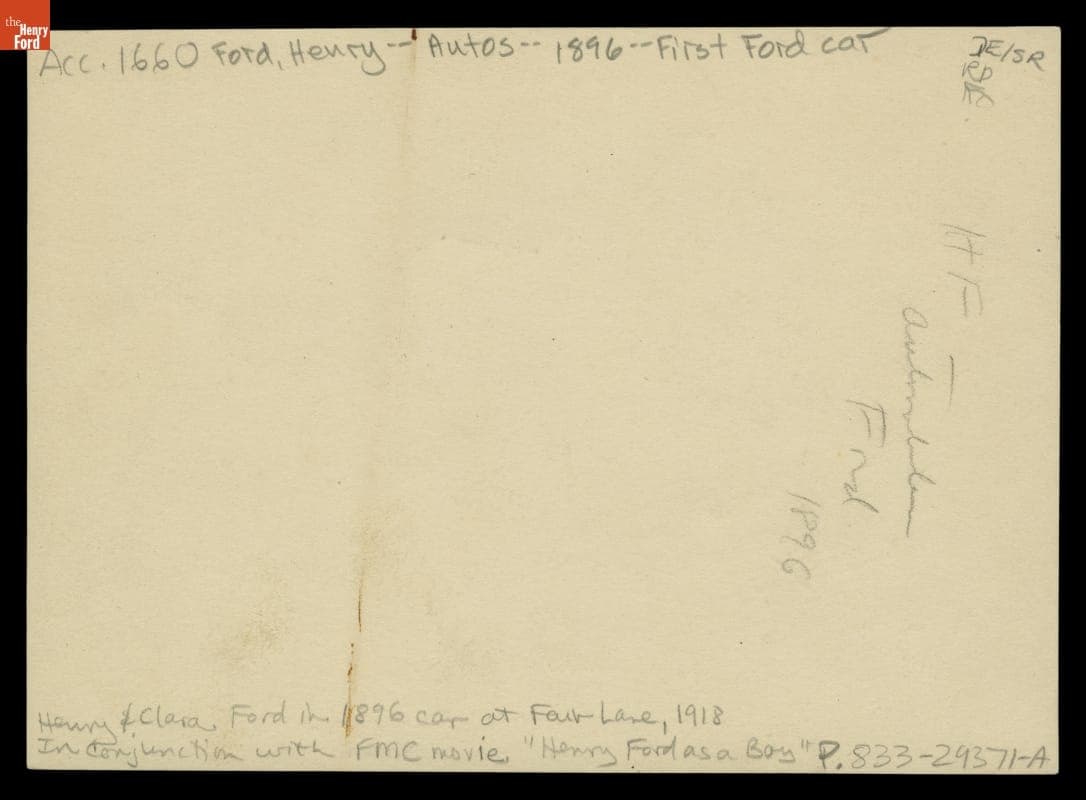 the
Henry
Ford
Acc. 1660 Ford, Henry -- Autos -- 1896 -- First Ford car
DE/SR
RD
H F
Ford
1896
Henry & Clara Ford in 1896 car at Fair Lane, 1918
In Conjunction with FMC movie "Henry Ford as a Boy" P.833-29371-A